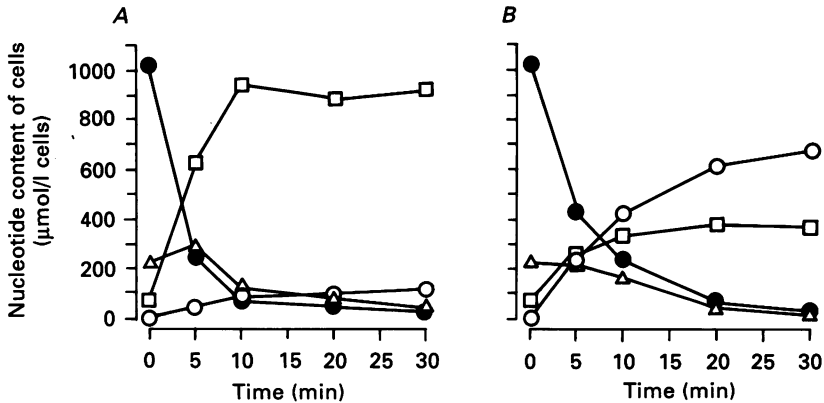 A
B
Nucleotide content of cells
(μmol/l cells)
1000
800
600
400
200
0
0 5 10 15 20 25 30
0 5 10 15 20 25 30
Time (min)
Time (min)